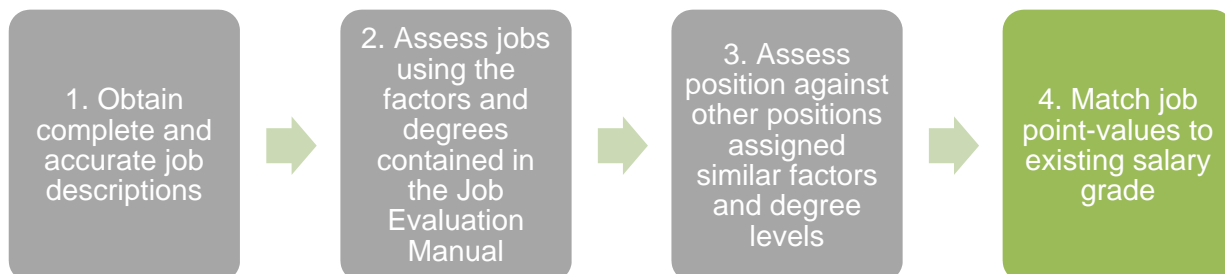 1. Obtain
complete and
accurate job
descriptions
2. Assess jobs
using the
factors and
degrees
contained in
the Job
Evaluation
Manual
3. Assess
position against
other positions
assigned
similar factors
and degree
levels
4. Match job
point-values to
existing salary
grade